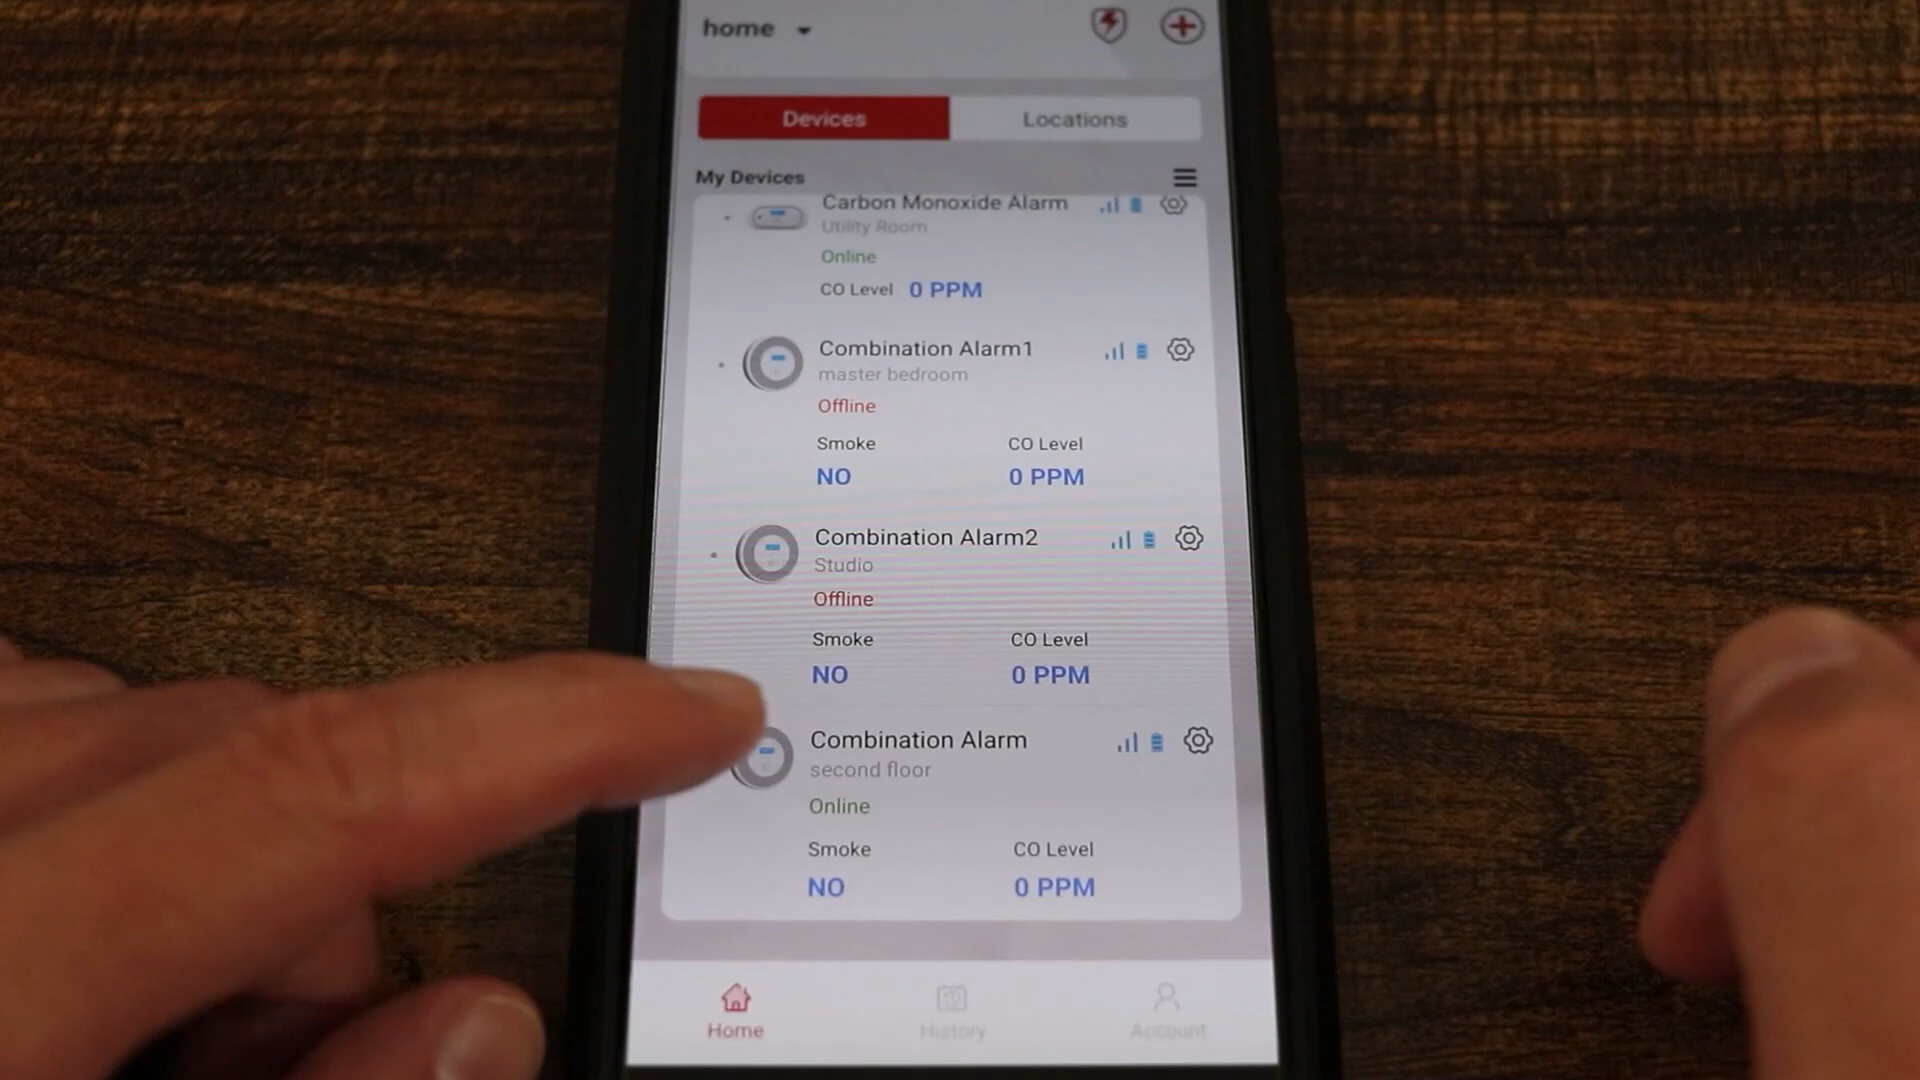 home
Devices
Locations
My Devices
Carbon Monoxide Alarm
Utility Room
Online
CO Level 0 PPM
Combination Alarm1
master bedroom
Offline
Smoke CO Level
NO 0 PPM
Combination Alarm2
Studio
Offline
Smoke CO Level
NO 0 PPM
Combination Alarm
second floor
Online
Smoke CO Level
NO 0 PPM
Home
History
Account